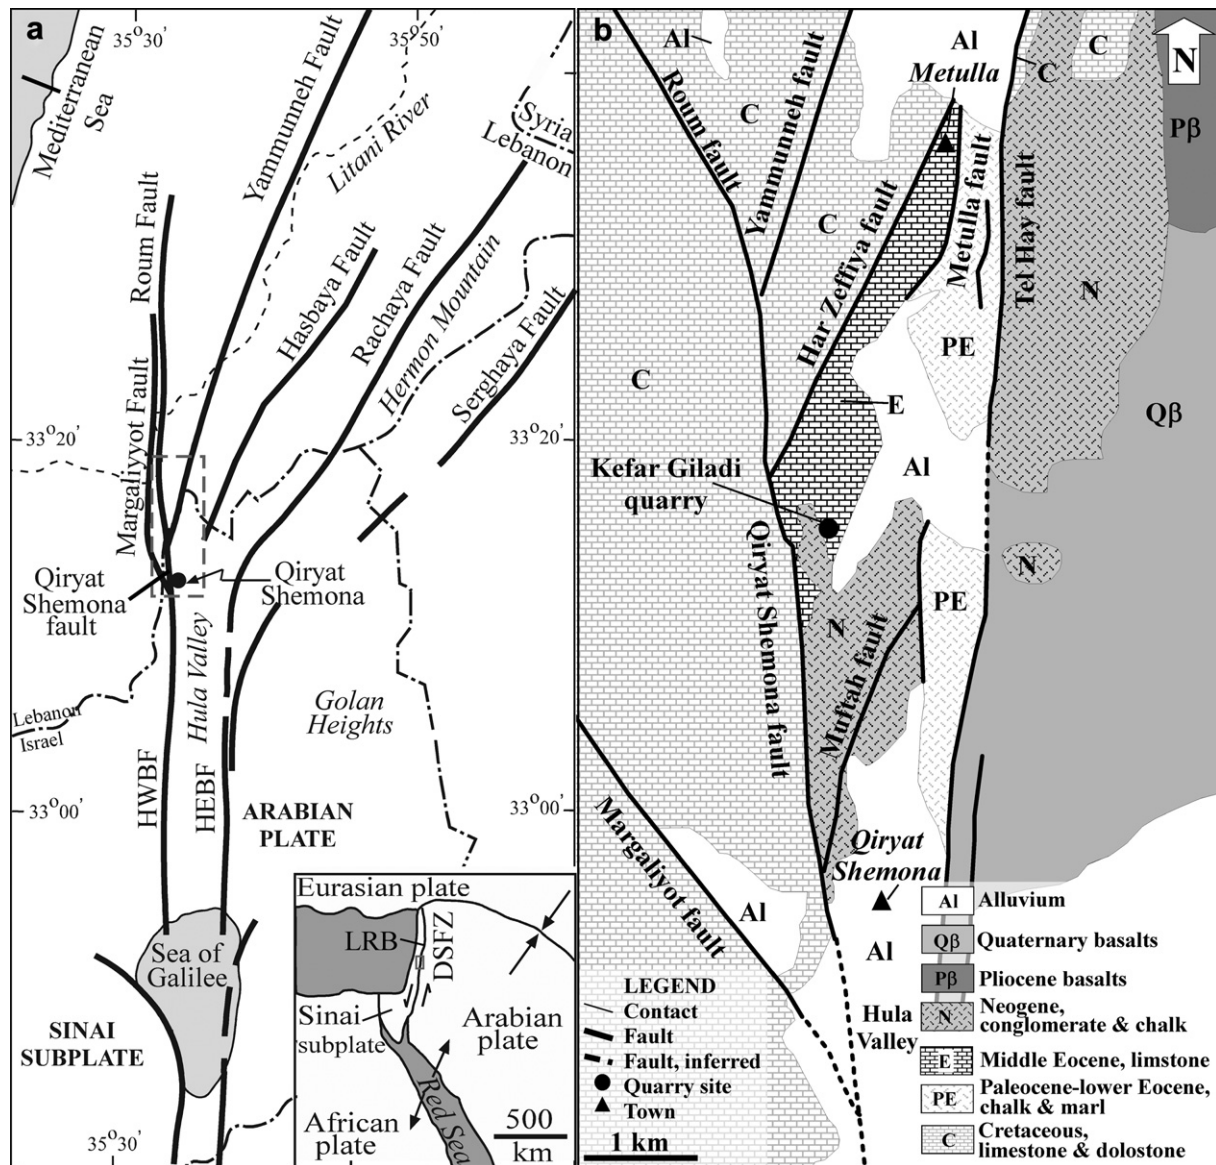 a
35°30'
35°50'
Mediterranean
Sea
Yammunneh Fault
Litani River
Syria
Lebanon
Roum Fault
Hasbaya Fault
Rachaya Fault
Hermon Mountain
Serghaya Fault
Margaliyyot Fault
33°20'
33°20'
Qiryat
Shemona
fault
Qiryat
Shemona
Hula Valley
Golan
Heights
Lebanon
Israel
HWBF
HEBF
33°00'
33°00'
ARABIAN
PLATE
Sea of
Galilee
SINAI
SUBPLATE
35°30'
Eurasian plate
LRB
DSFZ
Sinai
subplate
Arabian
plate
African
plate
Red Sea
500
km
b
Al
Al
Metulla
C
C
N
Roum fault
C
Yammunneh fault
Pβ
C
Har Zeffiya fault
Metulla fault
Tel Hay fault
N
PE
C
E
Qβ
Kefar Giladi
quarry
Al
Qiryat Shemona fault
N
PE
N
Muftah fault
Margaliyot fault
Qiryat
Shemona
Al
Al
Hula
Valley
LEGEND
Contact
Fault
Fault, inferred
Quarry site
Town
1 km
Al Alluvium
Qβ Quaternary basalts
Pβ Pliocene basalts
N Neogene,
conglomerate & chalk
E Middle Eocene, limstone
PE Paleocene-lower Eocene,
chalk & marl
C Cretaceous,
limestone & dolostone